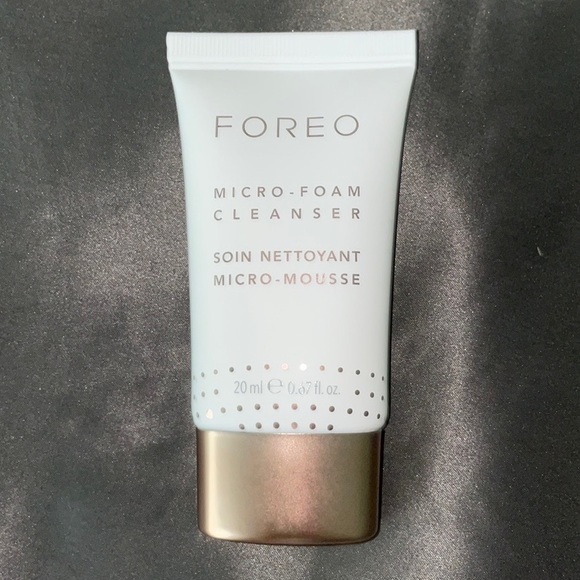 FOREO
MICRO-FOAM
CLEANSER
SOIN NETTOYANT
MICRO-MOUSSE
20 ml ℮ 0.67 fl. oz.